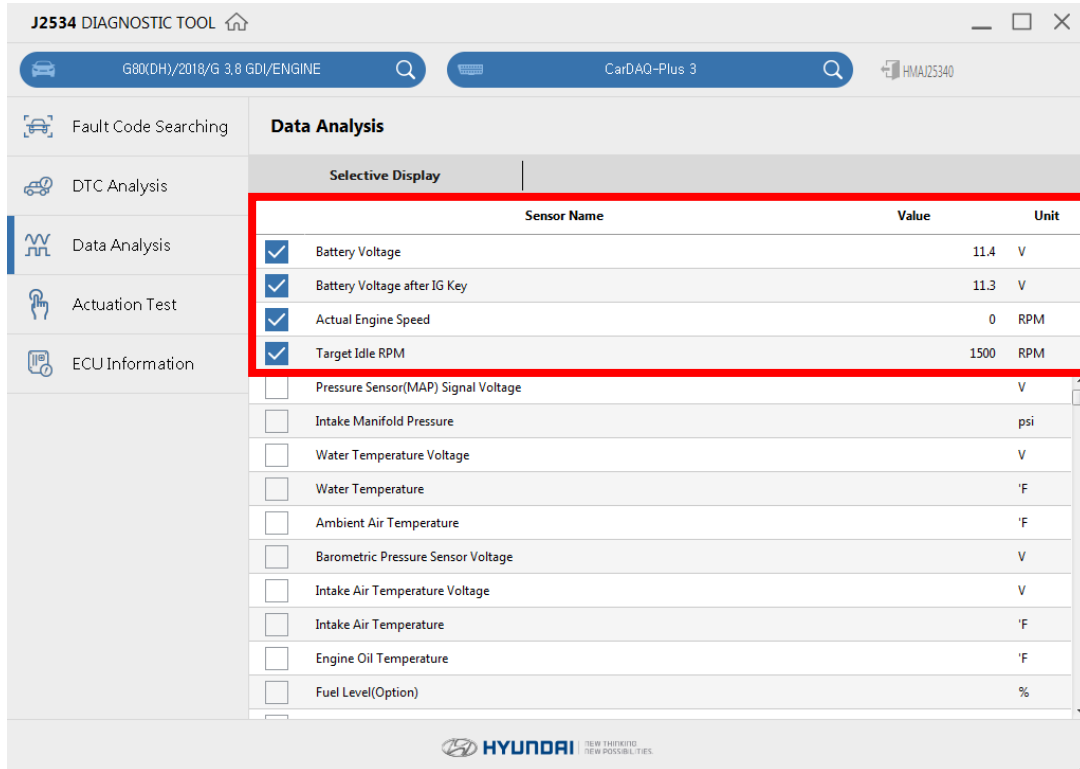 J2534 DIAGNOSTIC TOOL
G80(DH)/2018/G 3,8 GDI/ENGINE CarDAQ-Plus 3 HMAJ25340
Fault Code Searching
DTC Analysis
Data Analysis
Actuation Test
ECU Information
Data Analysis
Selective Display
Sensor Name Value Unit
Battery Voltage 11.4 V
Battery Voltage after IG Key 11.3 V
Actual Engine Speed 0 RPM
Target Idle RPM 1500 RPM
Pressure Sensor(MAP) Signal Voltage V
Intake Manifold Pressure psi
Water Temperature Voltage V
Water Temperature 'F
Ambient Air Temperature 'F
Barometric Pressure Sensor Voltage V
Intake Air Temperature Voltage V
Intake Air Temperature 'F
Engine Oil Temperature 'F
Fuel Level(Option) %
HYUNDAI NEW THINKING
NEW POSSIBILITIES.